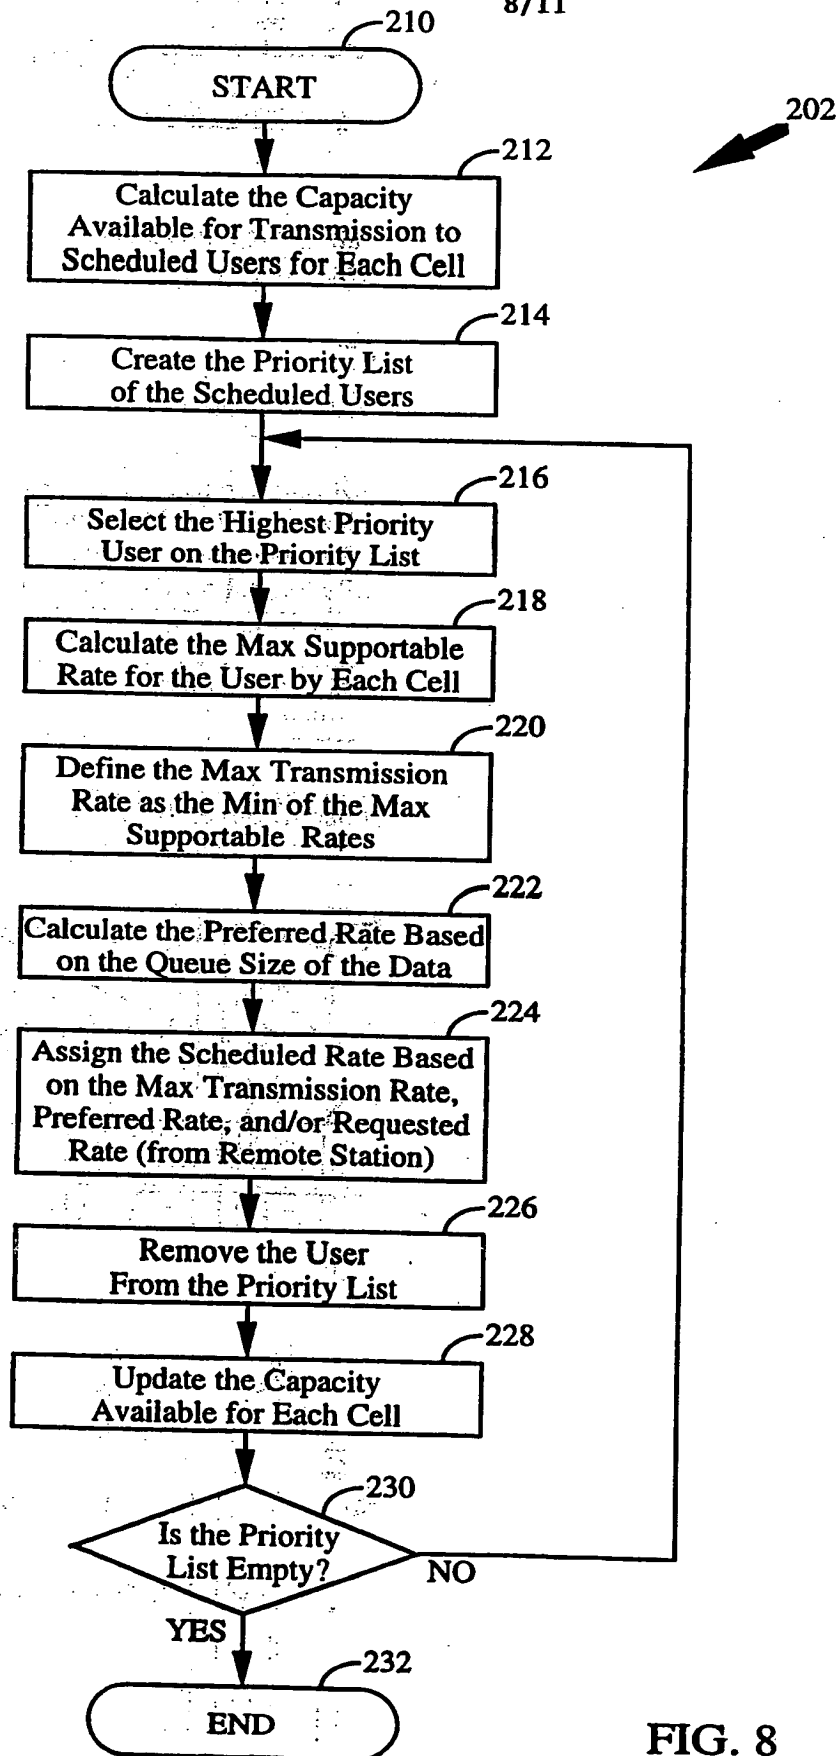 8/11
210
START
202
212
Calculate the Capacity
Available for Transmission to
Scheduled Users for Each Cell
214
Create the Priority List
of the Scheduled Users
216
Select the Highest Priority
User on the Priority List
218
Calculate the Max Supportable
Rate for the User by Each Cell
220
Define the Max Transmission
Rate as the Min of the Max
Supportable Rates
222
Calculate the Preferred Rate Based
on the Queue Size of the Data
224
Assign the Scheduled Rate Based
on the Max Transmission Rate,
Preferred Rate, and/or Requested
Rate (from Remote Station)
226
Remove the User
From the Priority List
228
Update the Capacity
Available for Each Cell
230
Is the Priority
List Empty?
NO
YES
232
END
FIG. 8